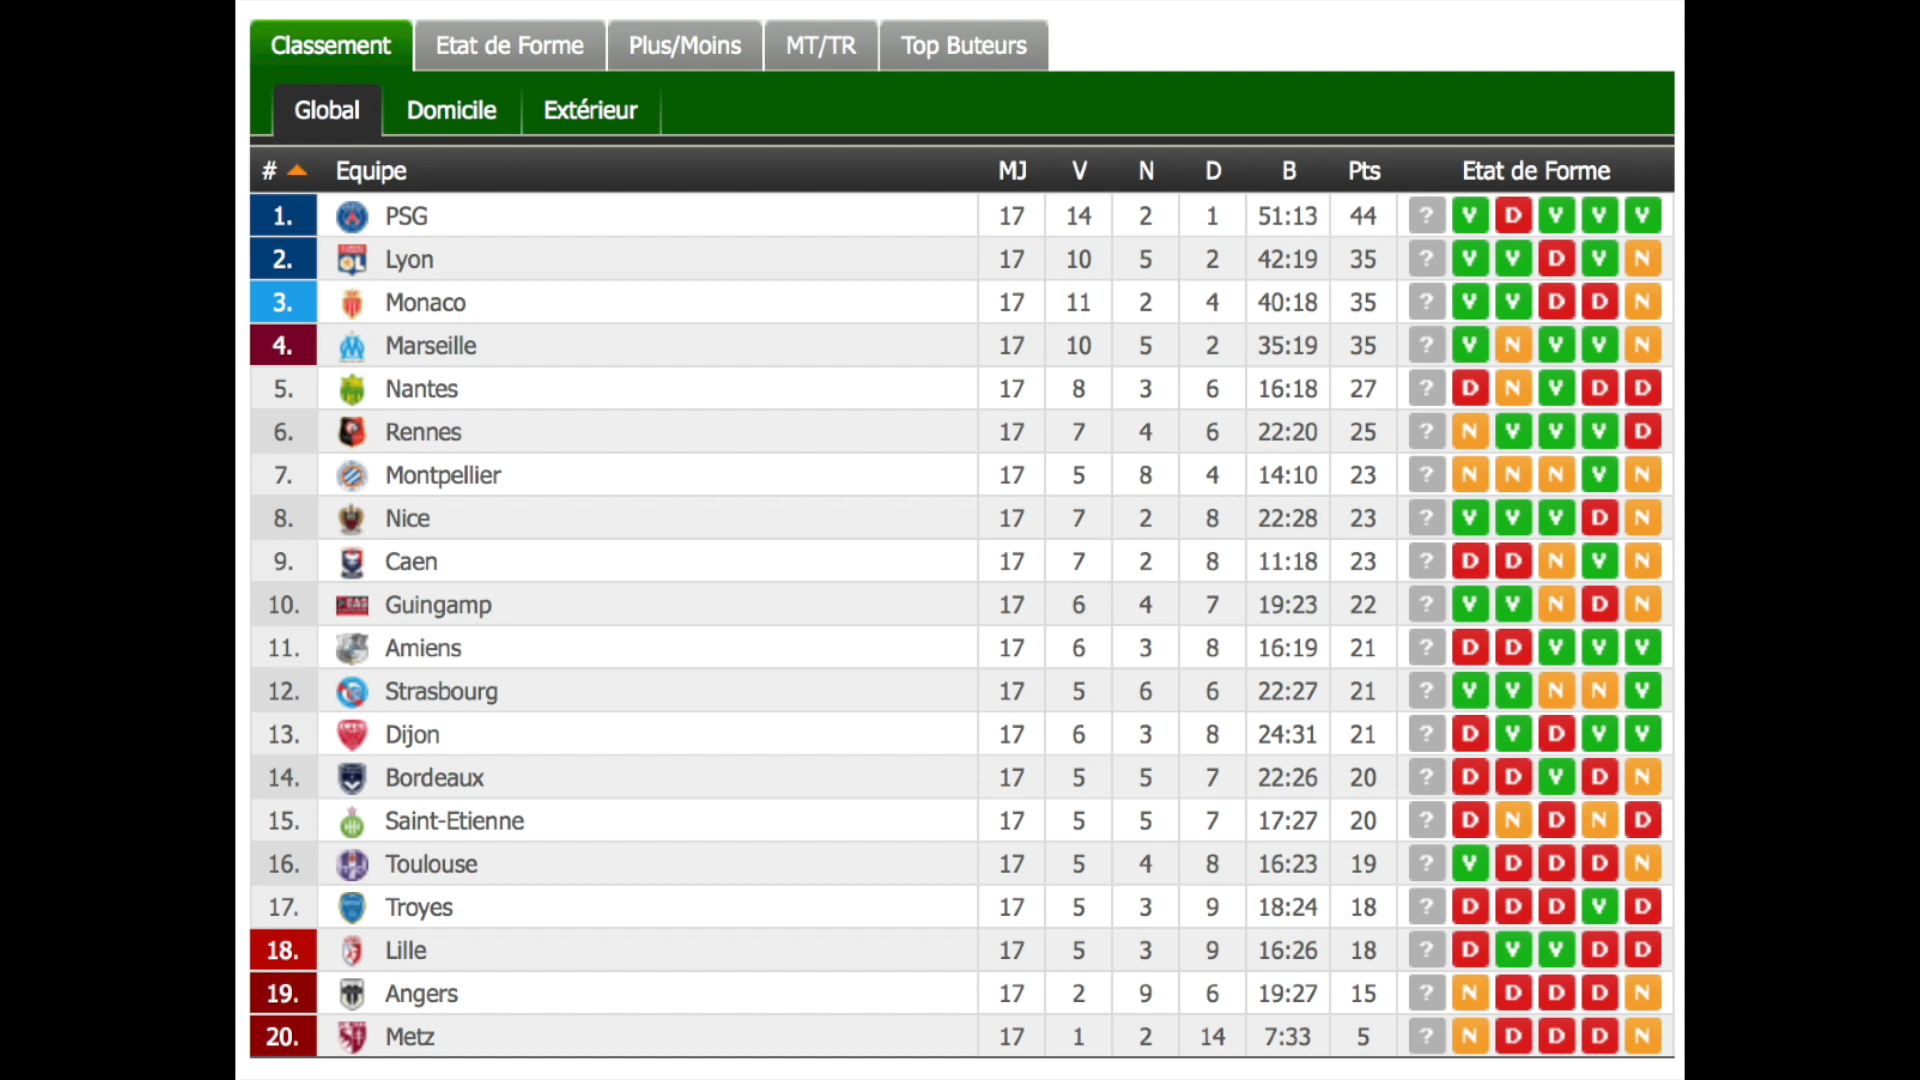 Classement Etat de Forme Plus/Moins MT/TR Top Buteurs
Global Domicile Extérieur
# Equipe MJ V N D B Pts Etat de Forme
1. PSG 17 14 2 1 51:13 44 ? V D V V V
2. Lyon 17 10 5 2 42:19 35 ? V V D V N
3. Monaco 17 11 2 4 40:18 35 ? V V D D N
4. Marseille 17 10 5 2 35:19 35 ? V N V V N
5. Nantes 17 8 3 6 16:18 27 ? D N V D D
6. Rennes 17 7 4 6 22:20 25 ? N V V V D
7. Montpellier 17 5 8 4 14:10 23 ? N N N V N
8. Nice 17 7 2 8 22:28 23 ? V V V D N
9. Caen 17 7 2 8 11:18 23 ? D D N V N
10. Guingamp 17 6 4 7 19:23 22 ? V V N D N
11. Amiens 17 6 3 8 16:19 21 ? D D V V V
12. Strasbourg 17 5 6 6 22:27 21 ? V V N N V
13. Dijon 17 6 3 8 24:31 21 ? D V D V V
14. Bordeaux 17 5 5 7 22:26 20 ? D D V D N
15. Saint-Etienne 17 5 5 7 17:27 20 ? D N D N D
16. Toulouse 17 5 4 8 16:23 19 ? V D D D N
17. Troyes 17 5 3 9 18:24 18 ? D D D V D
18. Lille 17 5 3 9 16:26 18 ? D V V D D
19. Angers 17 2 9 6 19:27 15 ? N D D D N
20. Metz 17 1 2 14 7:33 5 ? N D D D N